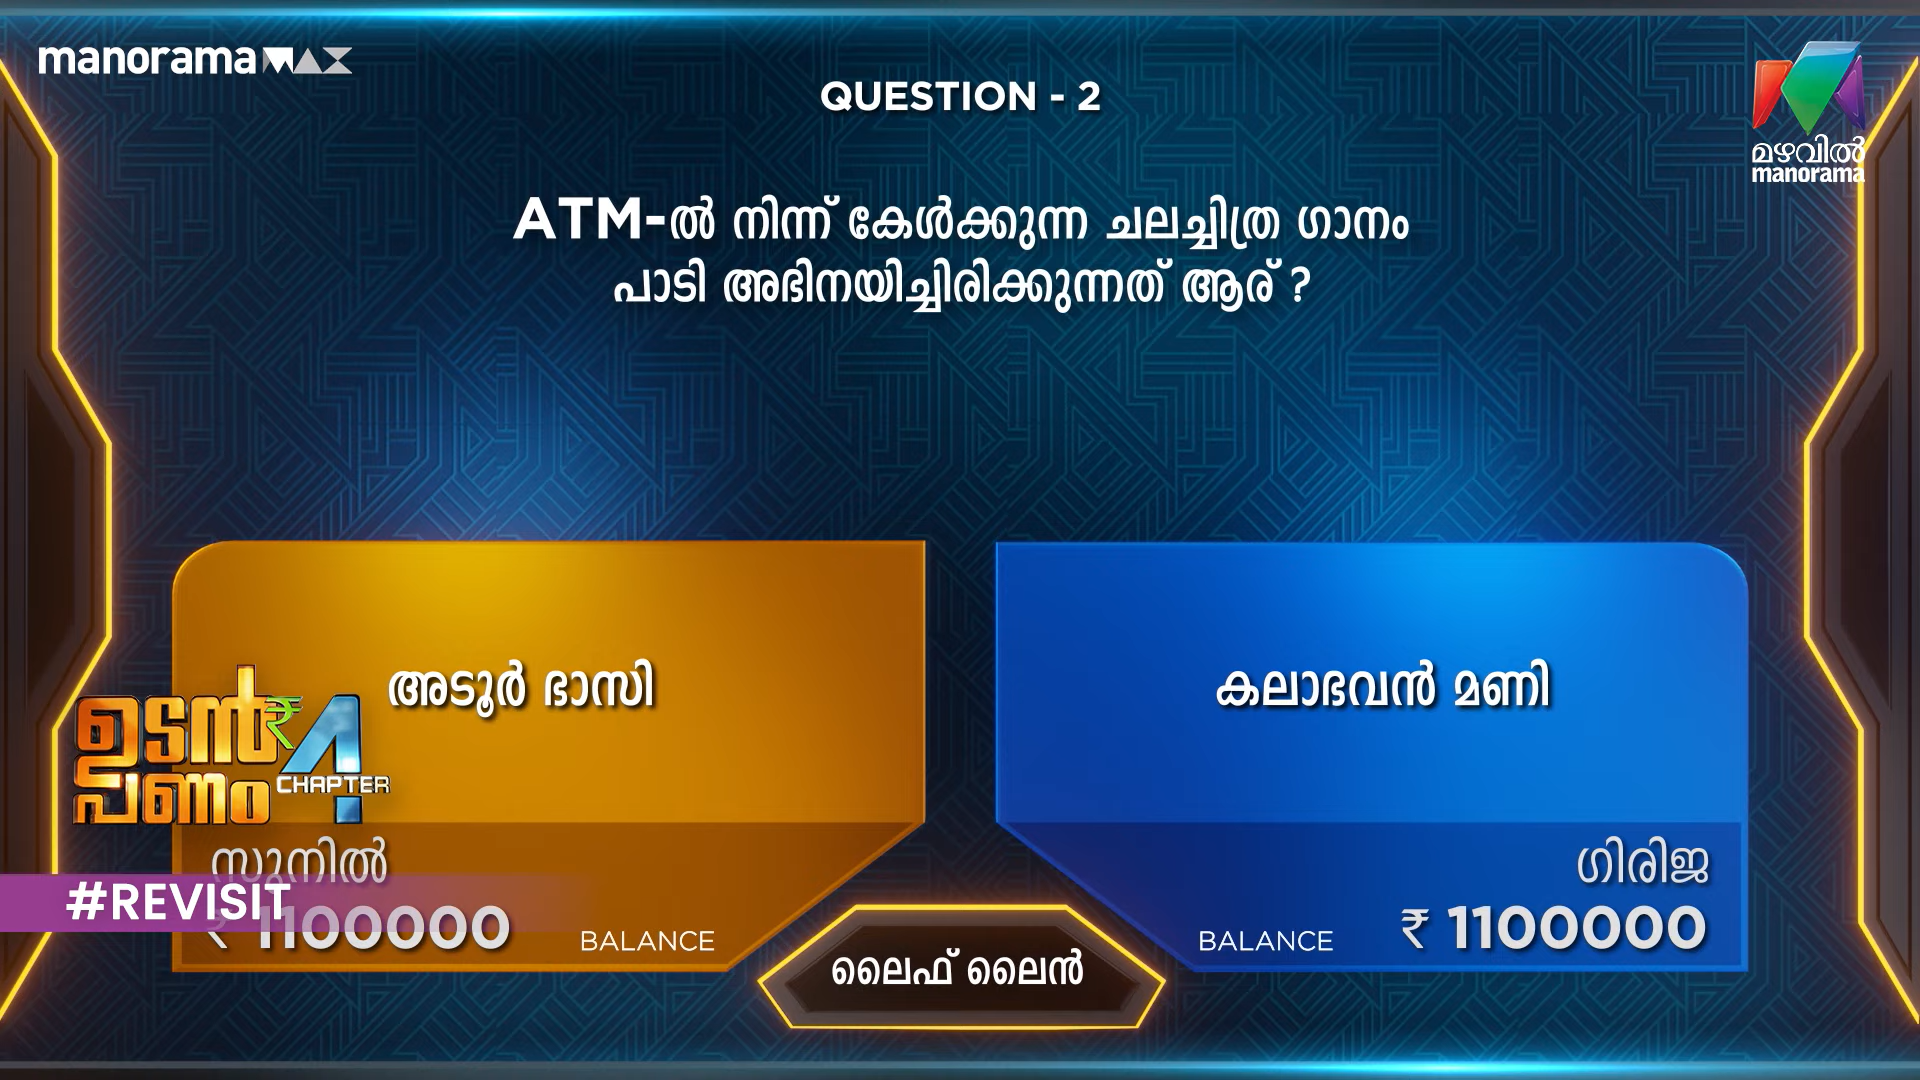 manorama MAX
QUESTION - 2
മഴവിൽ
manorama
ATM-ൽ നിന്ന് കേൾക്കുന്ന ചലച്ചിത്ര ഗാനം
പാടി അഭിനയിച്ചിരിക്കുന്നത് ആര് ?
അടൂർ ഭാസി
കലാഭവൻ മണി
ഉടൻ ₹ 4
പണം CHAPTER
സുനിൽ
ഗിരിജ
#REVISIT
₹ 1100000 BALANCE
BALANCE ₹ 1100000
ലൈഫ് ലൈൻ